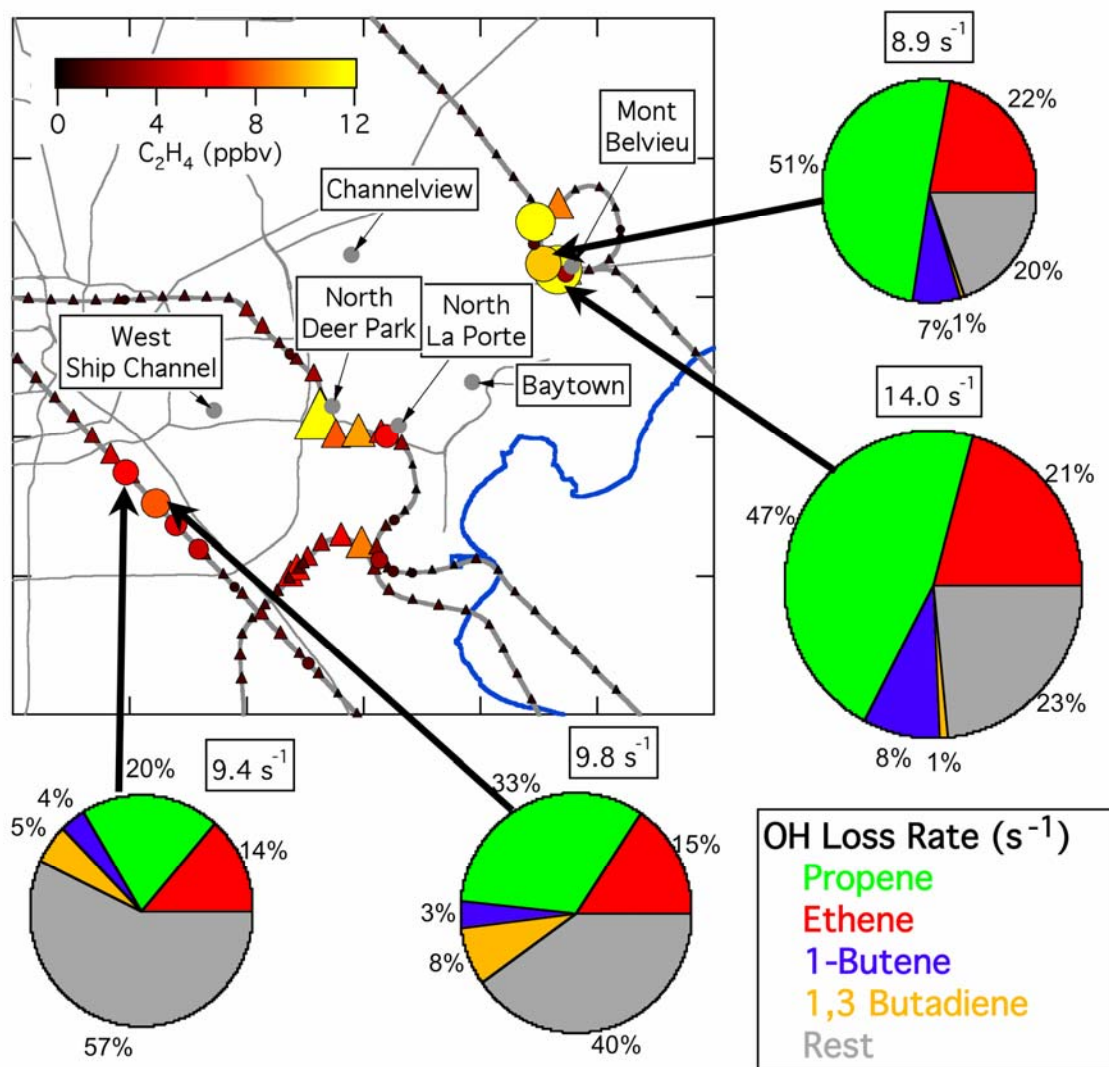 8.9 s⁻¹
0 4 8 12
C₂H₄ (ppbv)
Mont
Belvieu
22%
51%
Channelview
20%
7%
1%
North
Deer Park
North
La Porte
West
Ship Channel
Baytown
14.0 s⁻¹
21%
47%
23%
8%
1%
20%
9.4 s⁻¹
4%
5%
14%
57%
33%
9.8 s⁻¹
15%
3%
8%
40%
OH Loss Rate (s⁻¹)
Propene
Ethene
1-Butene
1,3 Butadiene
Rest